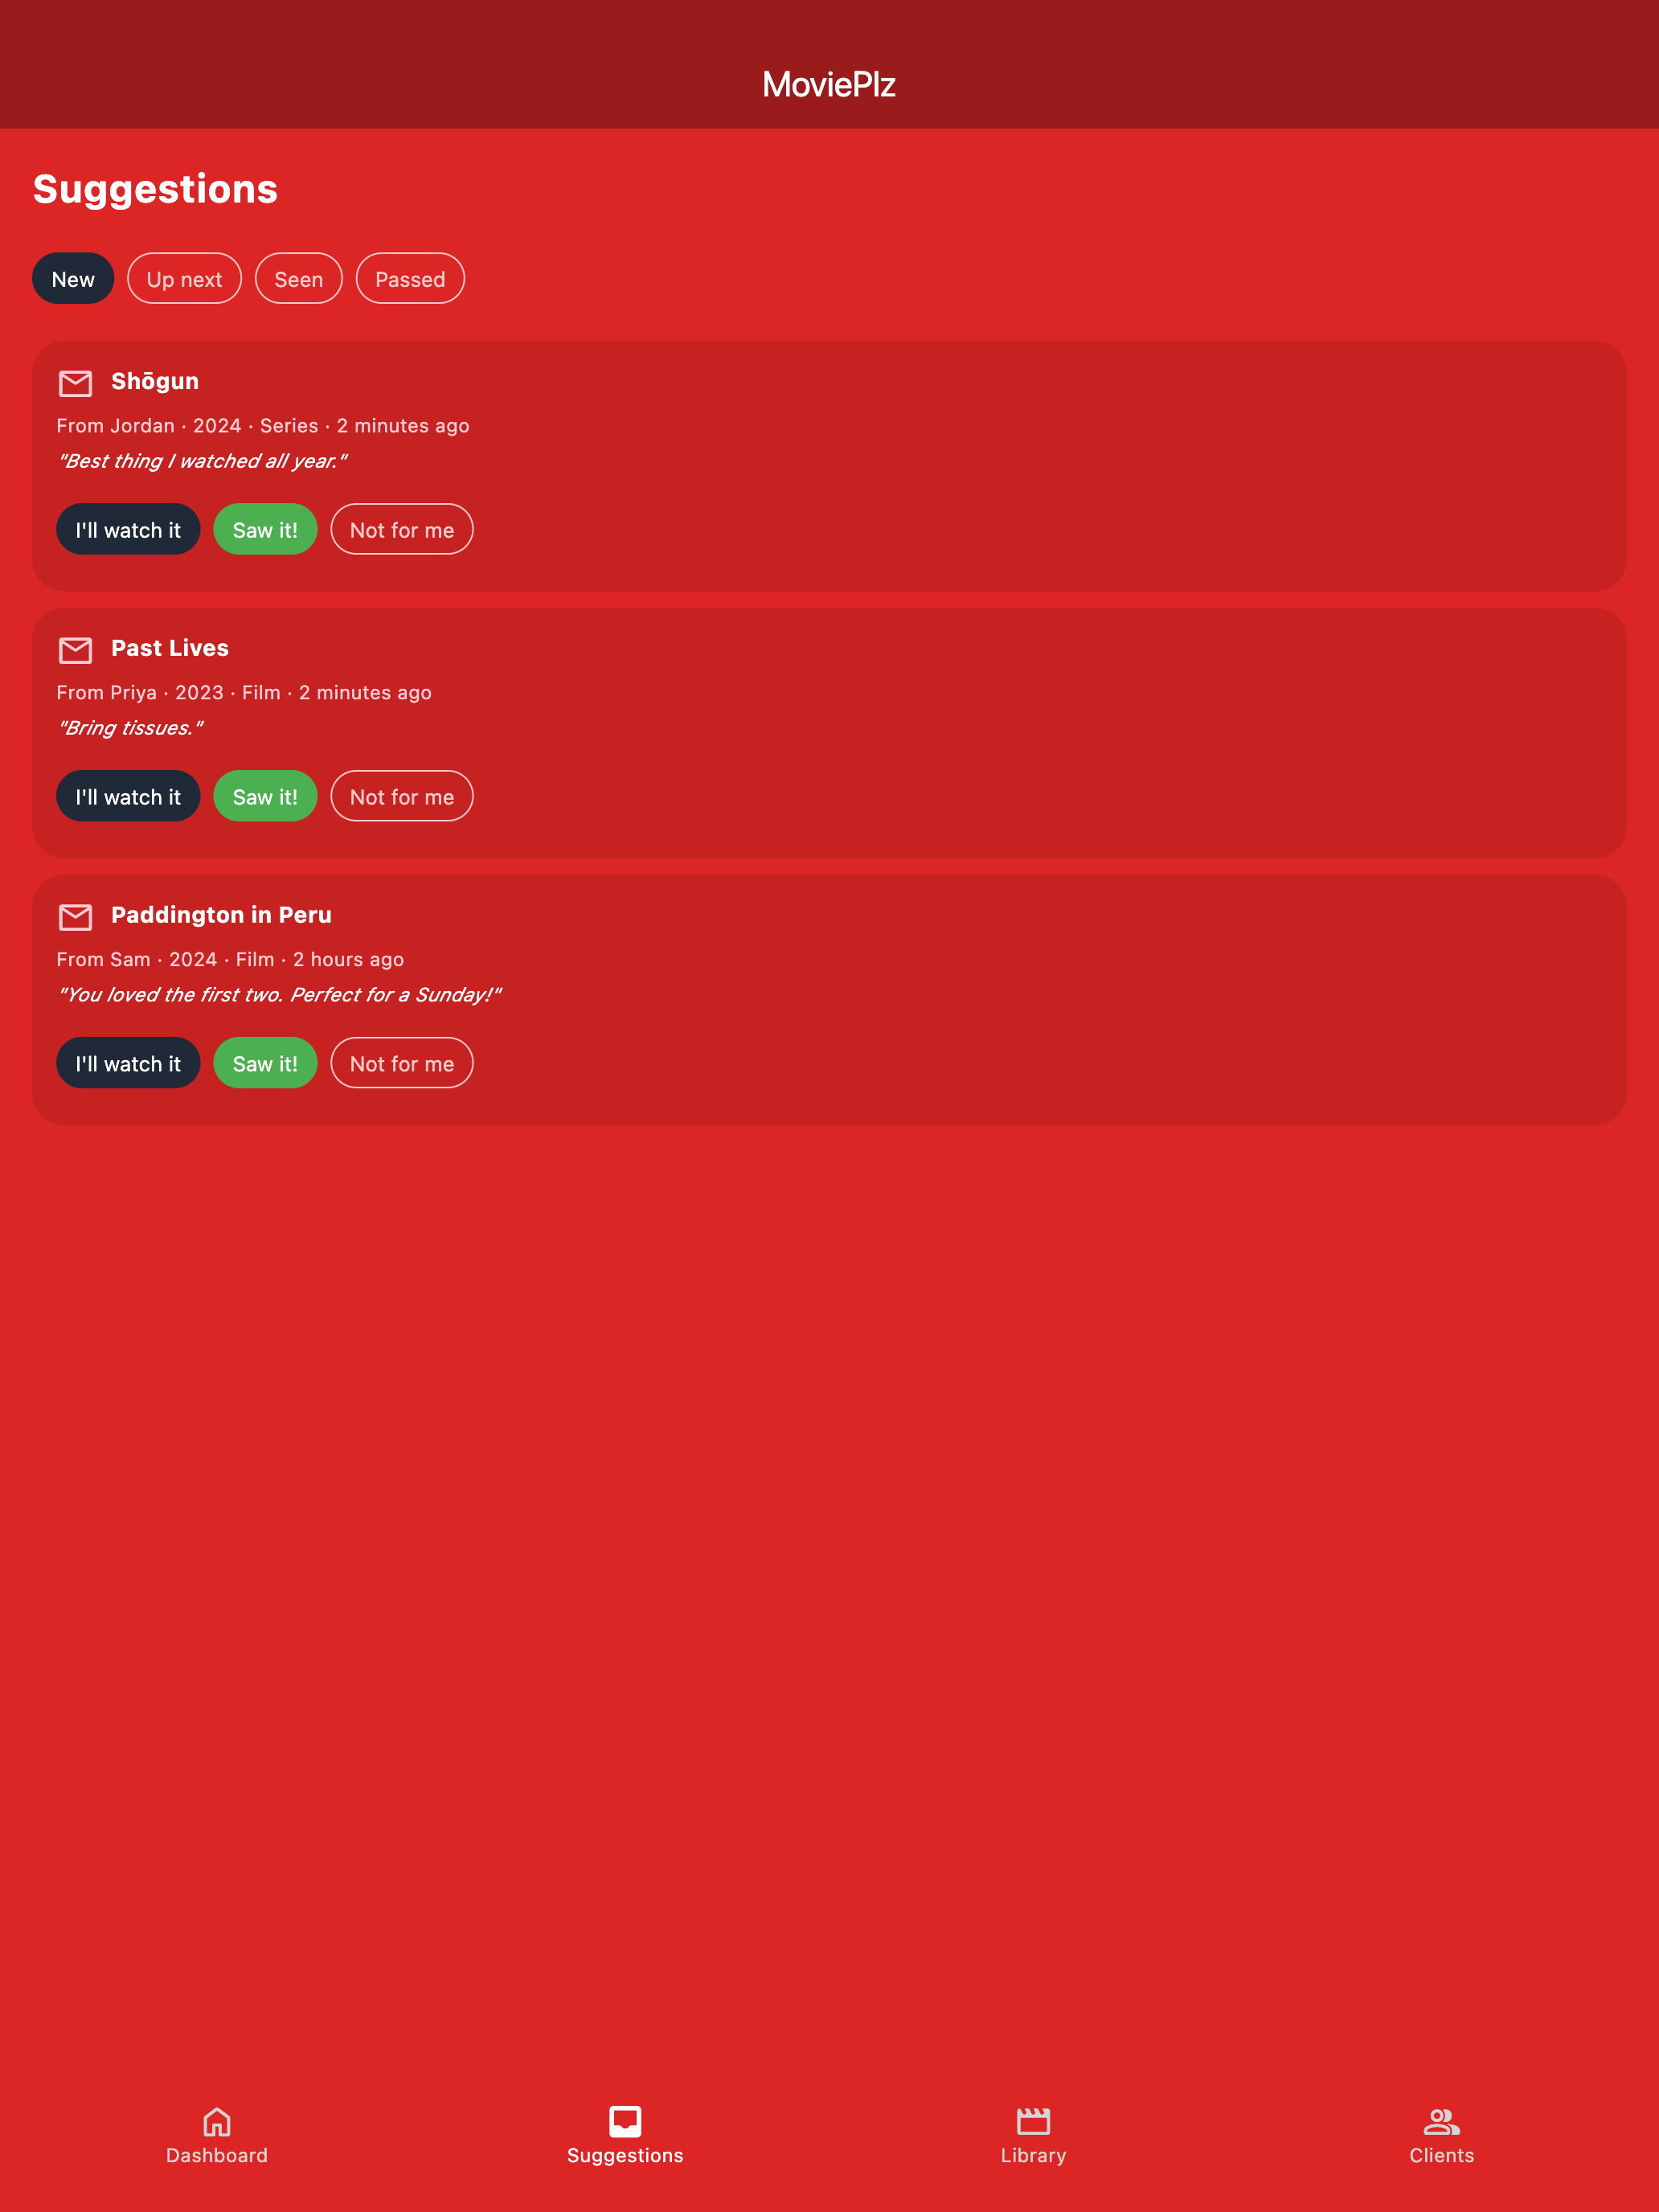 MoviePlz
Suggestions
New Up next Seen Passed
Shōgun
From Jordan · 2024 · Series · 2 minutes ago
"Best thing I watched all year."
I'll watch it Saw it! Not for me
Past Lives
From Priya · 2023 · Film · 2 minutes ago
"Bring tissues."
I'll watch it Saw it! Not for me
Paddington in Peru
From Sam · 2024 · Film · 2 hours ago
"You loved the first two. Perfect for a Sunday!"
I'll watch it Saw it! Not for me
Dashboard Suggestions Library Clients